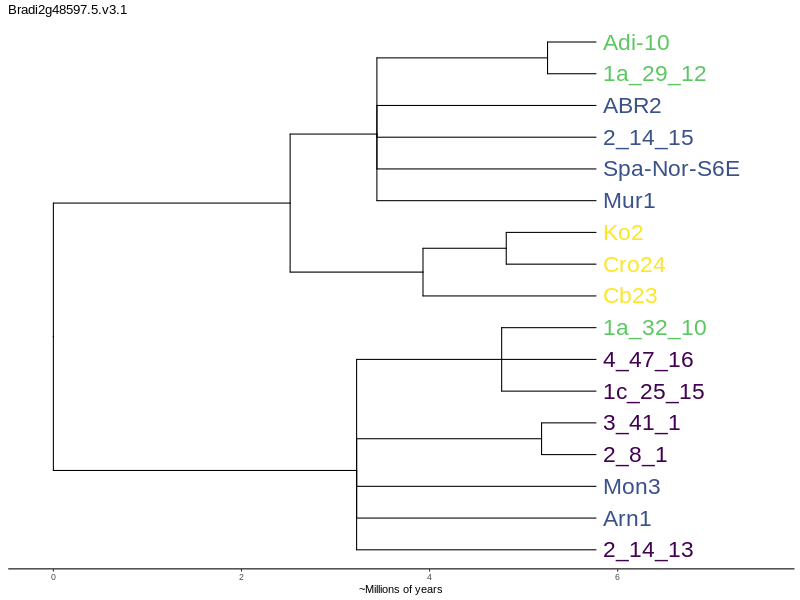 Bradi2g48597.5.v3.1
Adi-10
1a_29_12
ABR2
2_14_15
Spa-Nor-S6E
Mur1
Ko2
Cro24
Cb23
1a_32_10
4_47_16
1c_25_15
3_41_1
2_8_1
Mon3
Arn1
2_14_13
0 2 4 6
~Millions of years